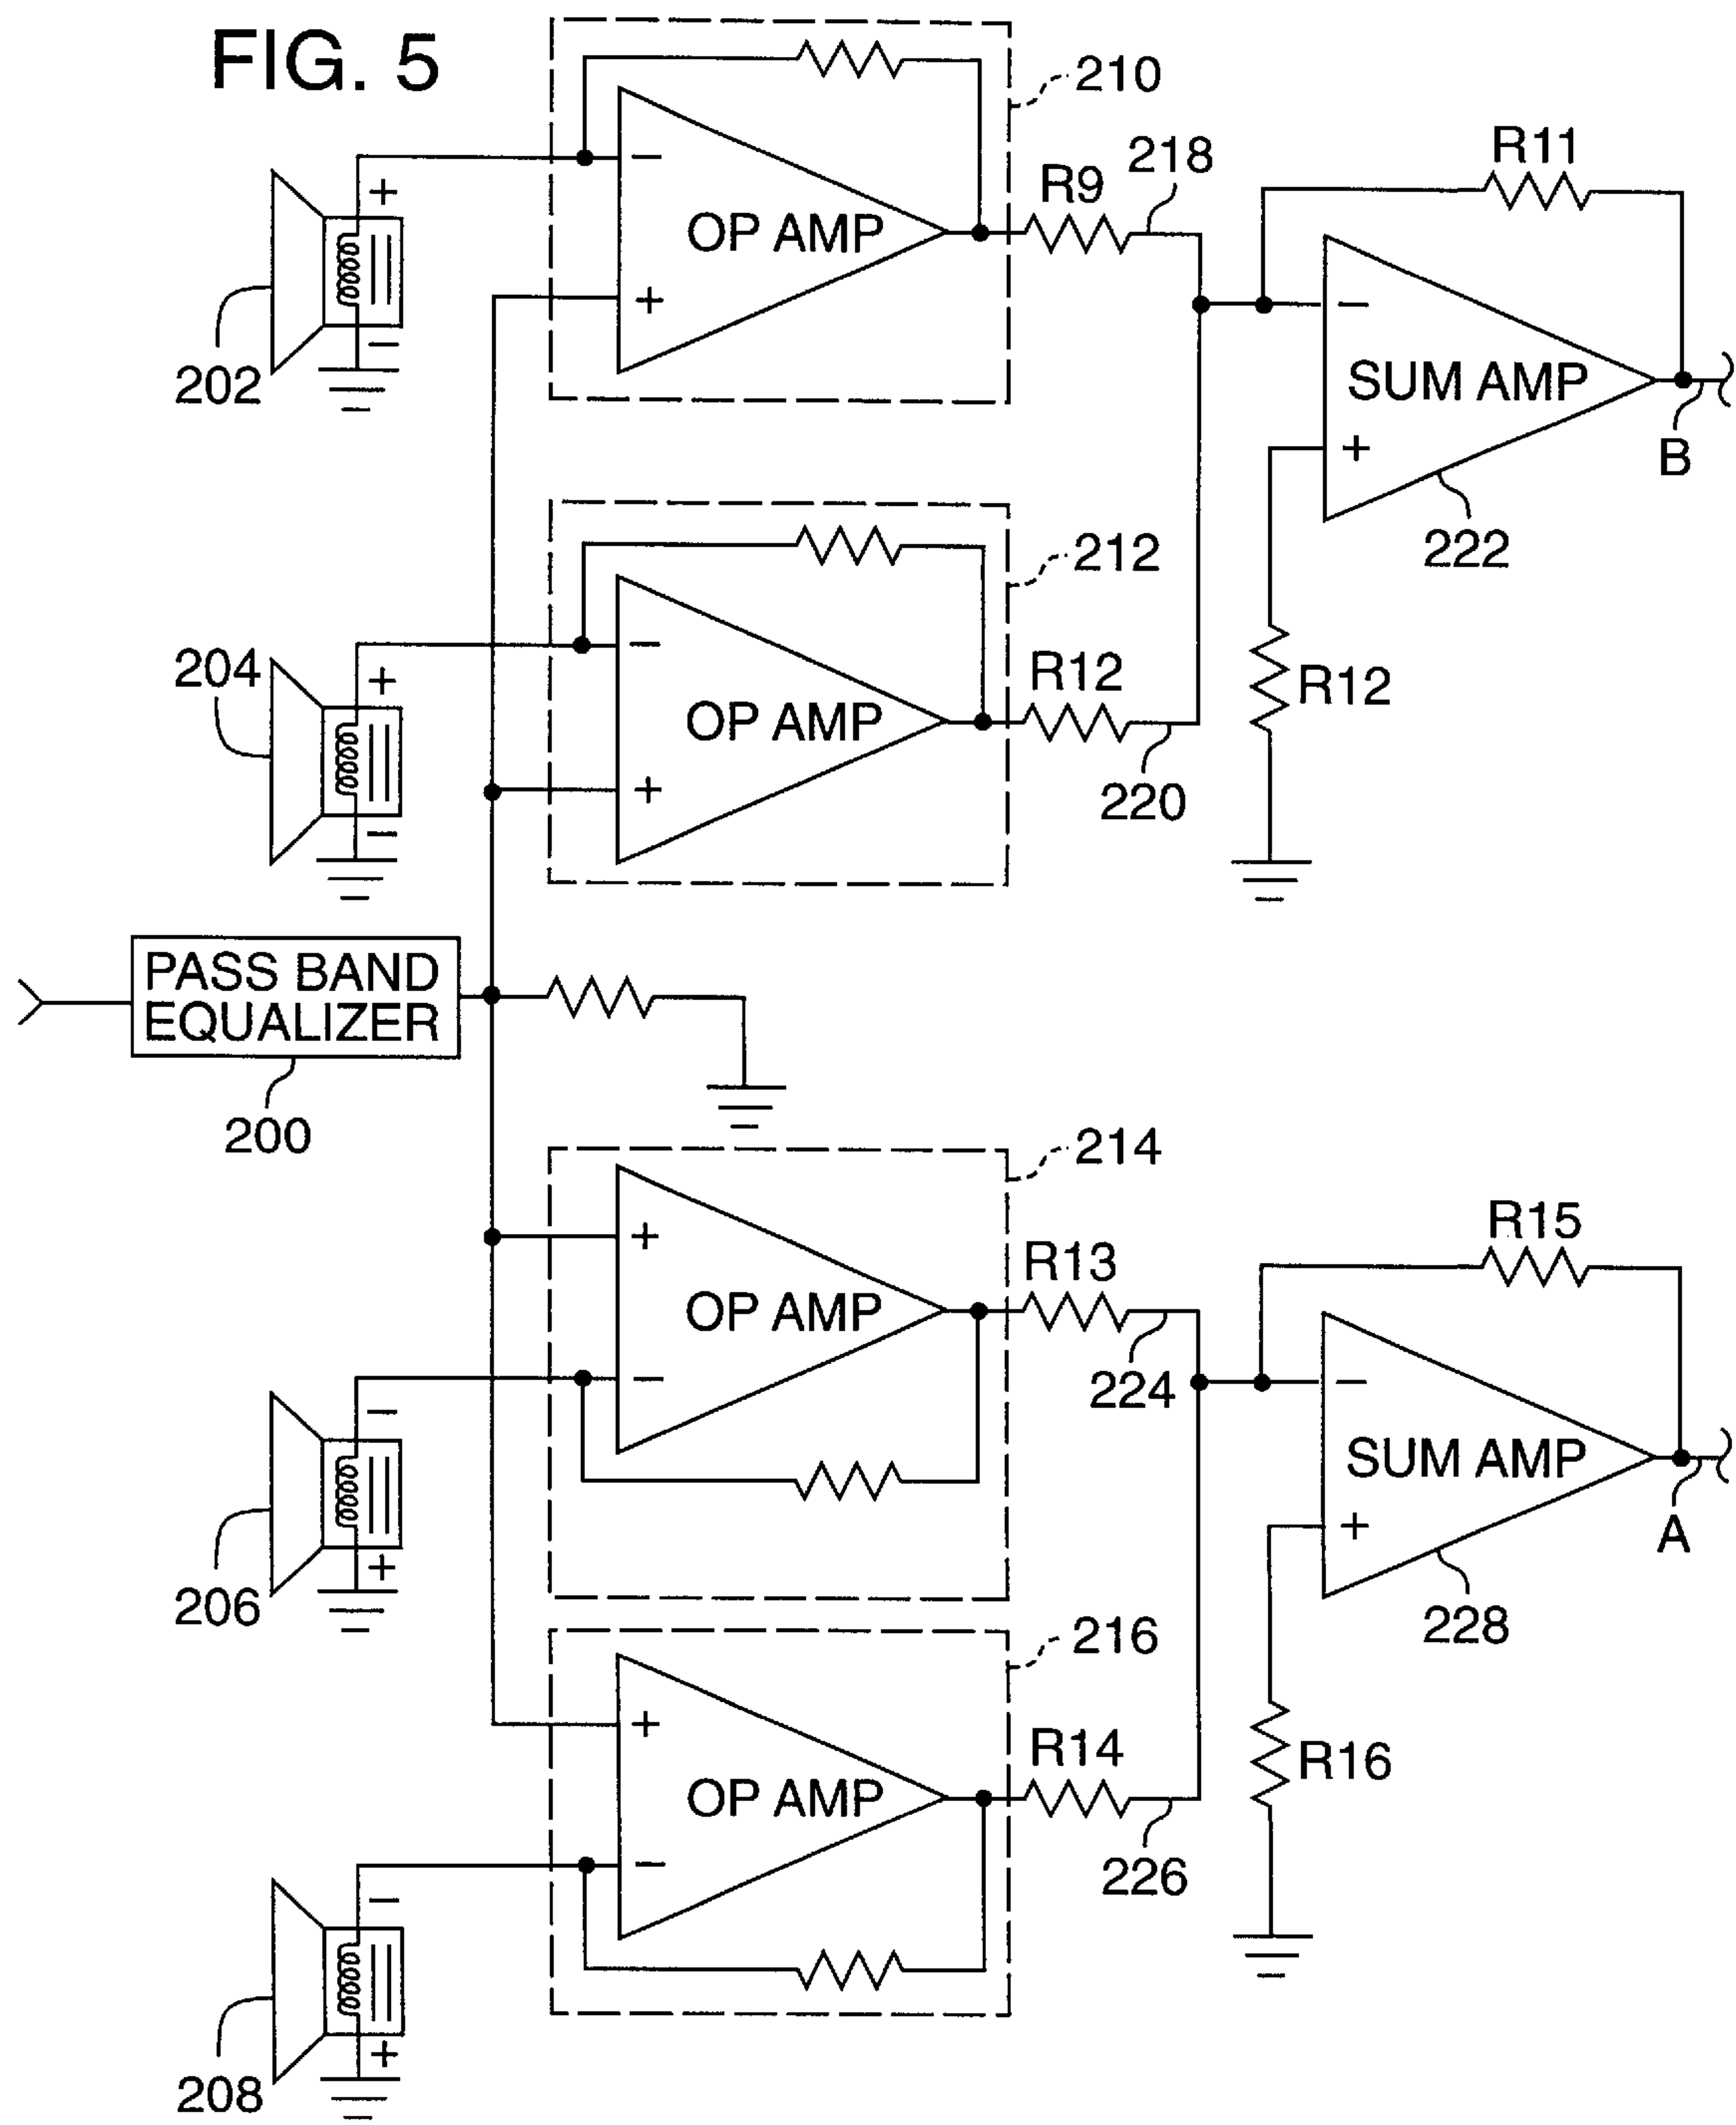 FIG. 5
210
218
R11
R9
+
−
OP AMP
−
202
+
−
SUM AMP
B
+
222
212
204
+
−
R12
R12
OP AMP
−
+
220
PASS BAND
EQUALIZER
200
214
+
R13
R15
OP AMP
224
−
−
−
SUM AMP
A
+
+
206
228
216
+
R14
R16
OP AMP
−
226
−
+
208